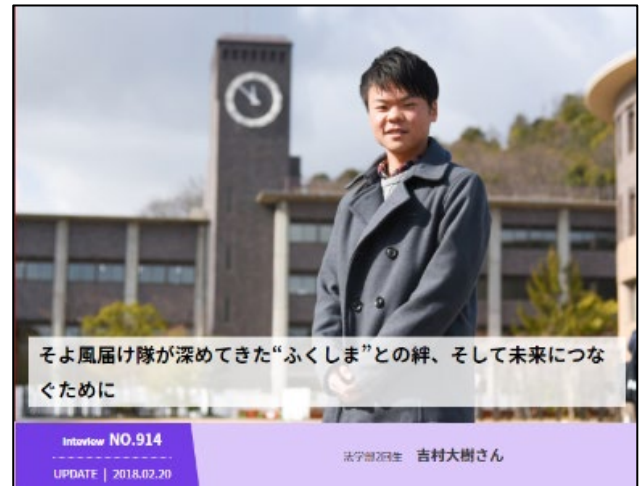 そよ風届け隊が深めてきた“ふくしま”との絆、そして未来につな
ぐために
Interview NO.914
UPDATE | 2018.02.20
法学部2回生 吉村大樹さん